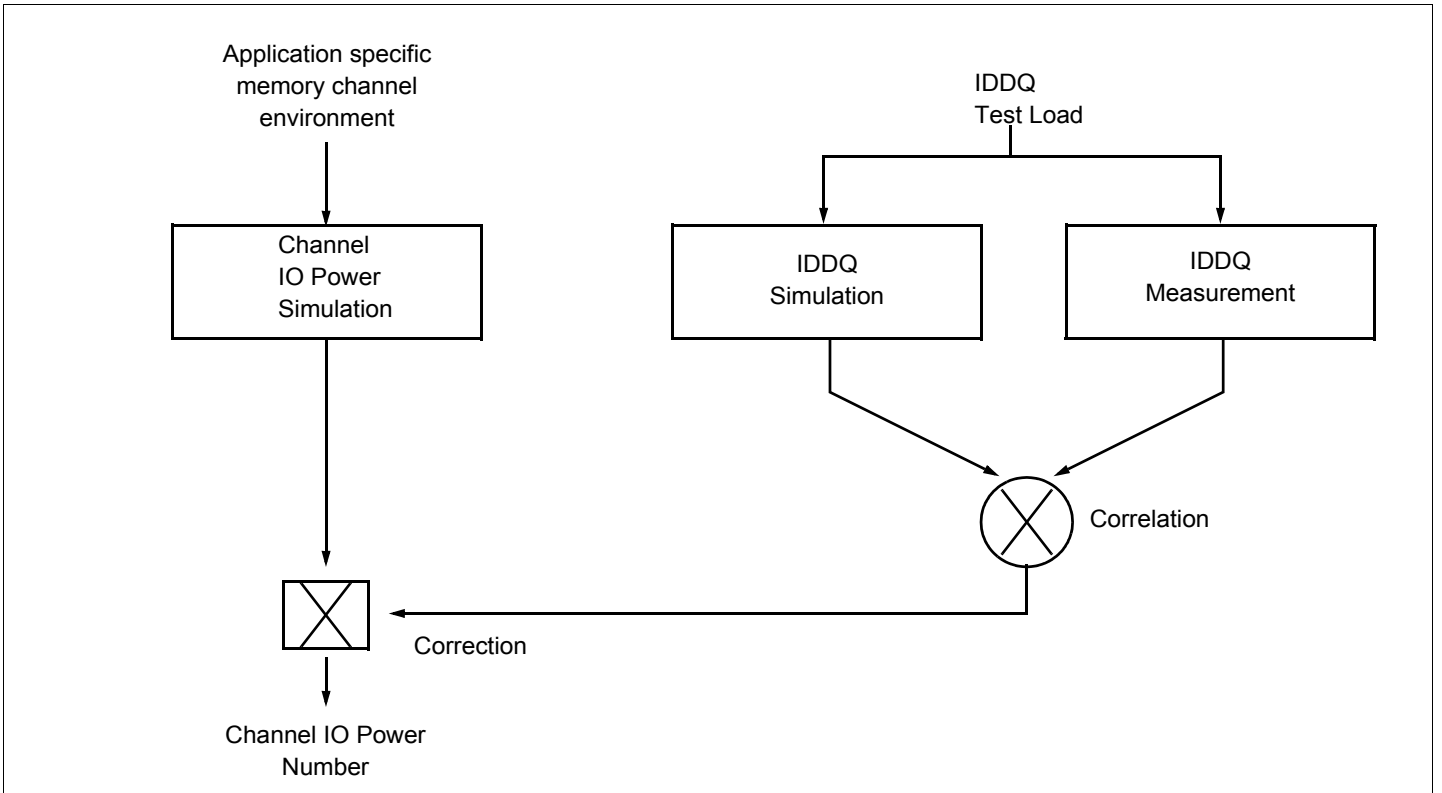 Application specific
memory channel
environment
IDDQ
Test Load
Channel
IO Power
Simulation
IDDQ
Simulation
IDDQ
Measurement
Correlation
Correction
Channel IO Power
Number